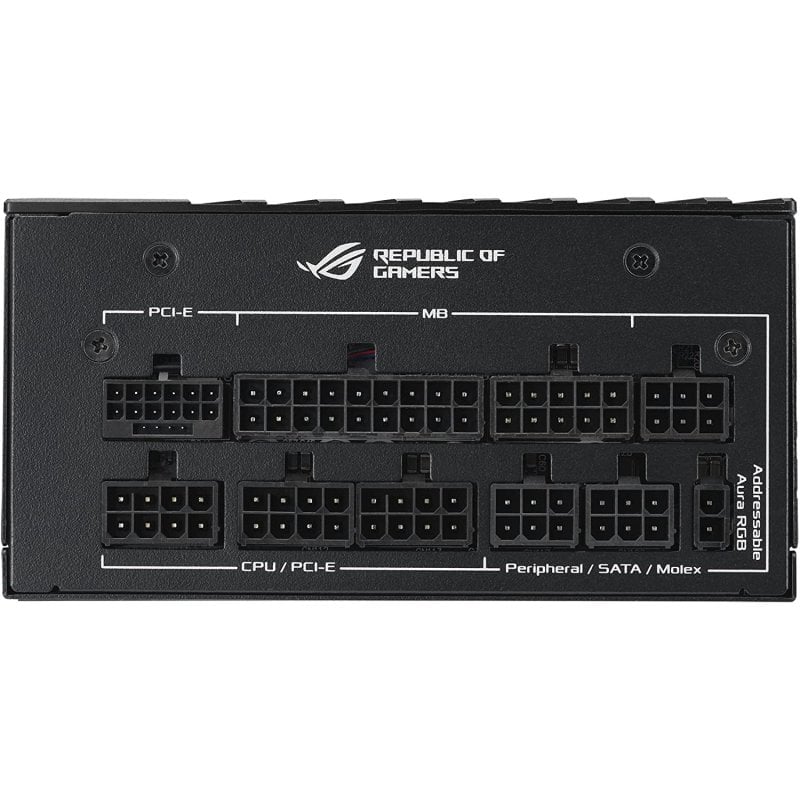 REPUBLIC OF
GAMERS
PCI-E
MB
Addressable
Aura RGB
CPU / PCI-E
Peripheral / SATA / Molex